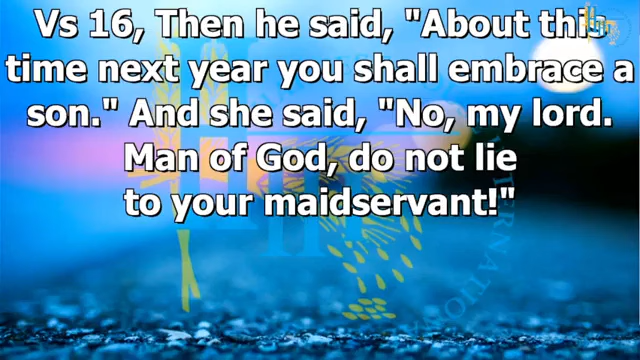 Vs 16, Then he said, "About this
time next year you shall embrace a
son." And she said, "No, my lord.
Man of God, do not lie
to your maidservant!"